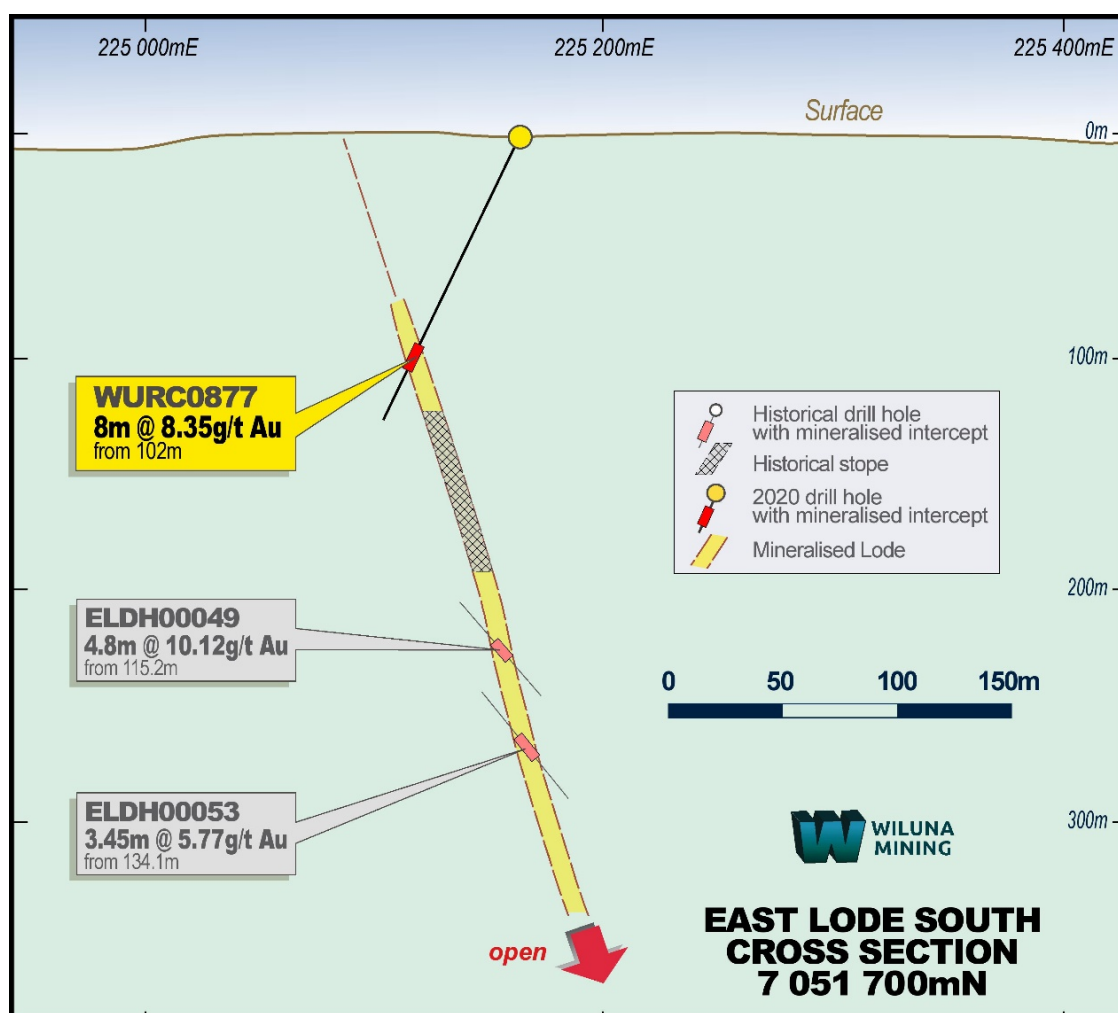 225 000mE
225 200mE
225 400mE
Surface
0m
100m
WURC0877
8m @ 8.35g/t Au
from 102m
Historical drill hole
with mineralised intercept
Historical stope
2020 drill hole
with mineralised intercept
Mineralised Lode
200m
ELDH00049
4.8m @ 10.12g/t Au
from 115.2m
0 50 100 150m
ELDH00053
3.45m @ 5.77g/t Au
from 134.1m
300m
W WILUNA
MINING
open
EAST LODE SOUTH
CROSS SECTION
7 051 700mN